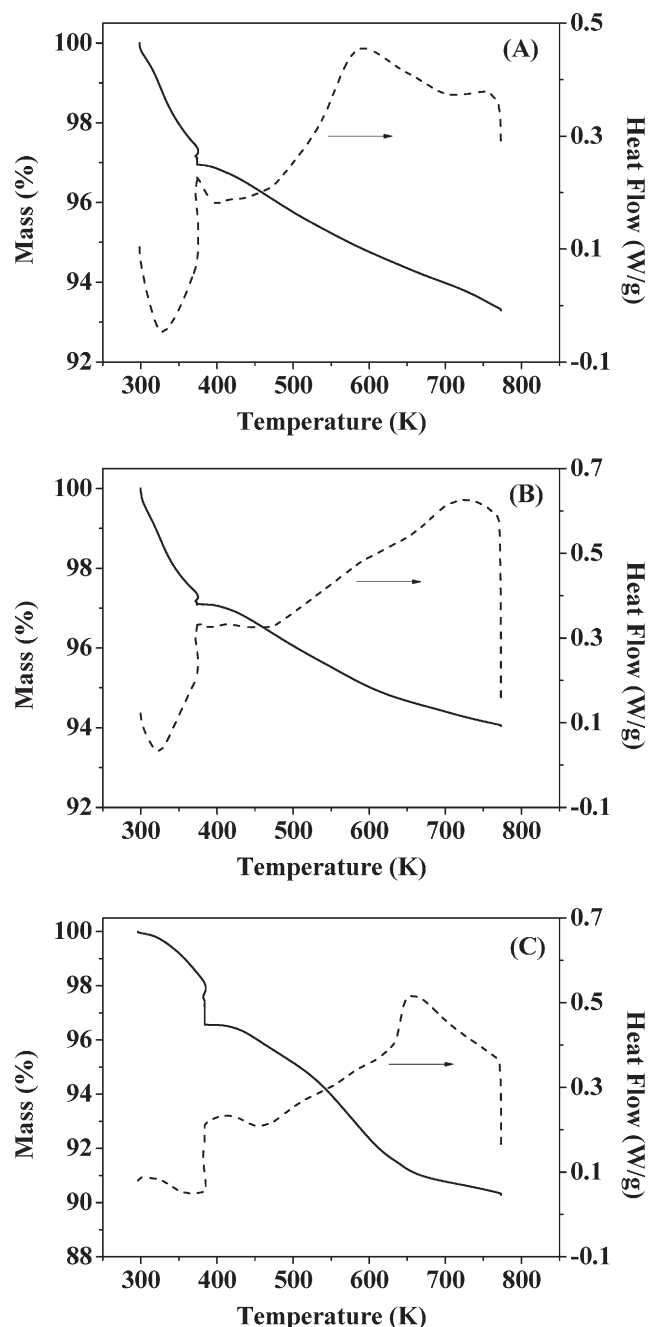 (A)
100
98
96
94
92
Mass (%)
0.5
0.3
0.1
-0.1
Heat Flow (W/g)
300 400 500 600 700 800
Temperature (K)
(B)
100
98
96
94
92
Mass (%)
0.7
0.5
0.3
0.1
-0.1
Heat Flow (W/g)
300 400 500 600 700 800
Temperature (K)
(C)
100
98
96
94
92
90
88
Mass (%)
0.7
0.5
0.3
0.1
-0.1
Heat Flow (W/g)
300 400 500 600 700 800
Temperature (K)